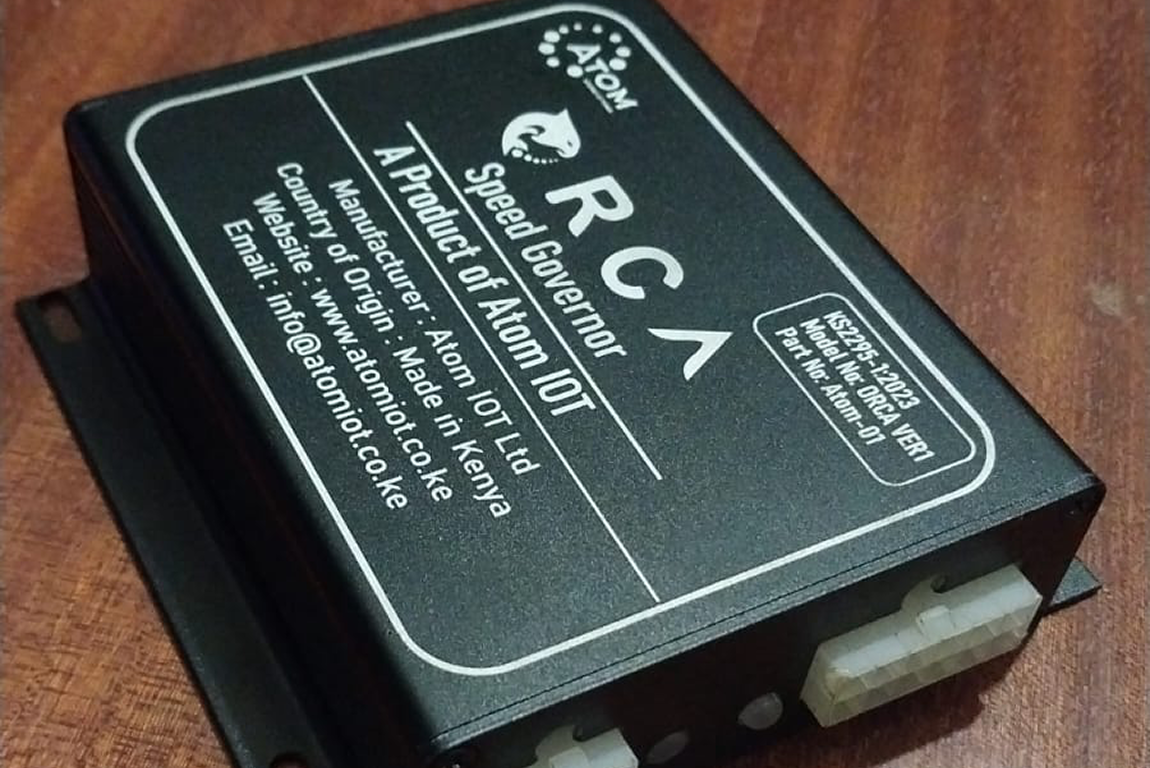 ATOM
ORCA
Speed Governor
A Product of Atom IOT
Manufacturer : Atom IOT Ltd
Country of Origin : Made in Kenya
Website : www.atomiot.co.ke
Email : info@atomiot.co.ke
KS2295-1:2023
Model No: ORCA VER1
Part No: Atom-01